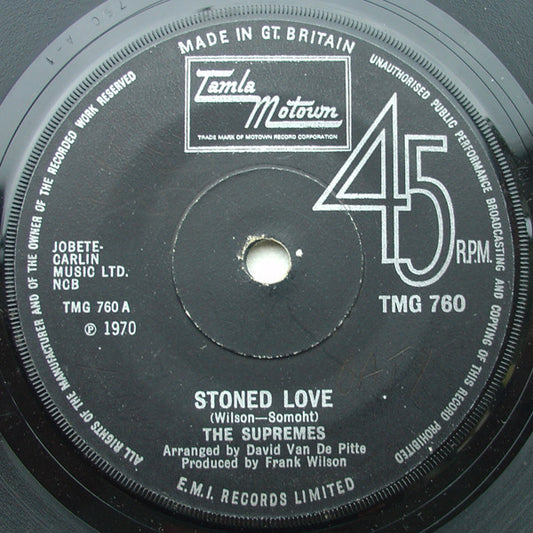 MADE IN GT. BRITAIN
Tamla
Motown
TRADE MARK OF MOTOWN RECORD CORPORATION
45
R.P.M.
TMG 760
JOBETE-
CARLIN
MUSIC LTD.
NCB
TMG 760 A
℗ 1970
STONED LOVE
(Wilson—Somoht)
THE SUPREMES
Arranged by David Van De Pitte
Produced by Frank Wilson
E.M.I. RECORDS LIMITED
ALL RIGHTS OF THE MANUFACTURER AND OF THE OWNER OF THE RECORDED WORK RESERVED
UNAUTHORISED PUBLIC PERFORMANCE BROADCASTING AND COPYING OF THIS RECORD PROHIBITED